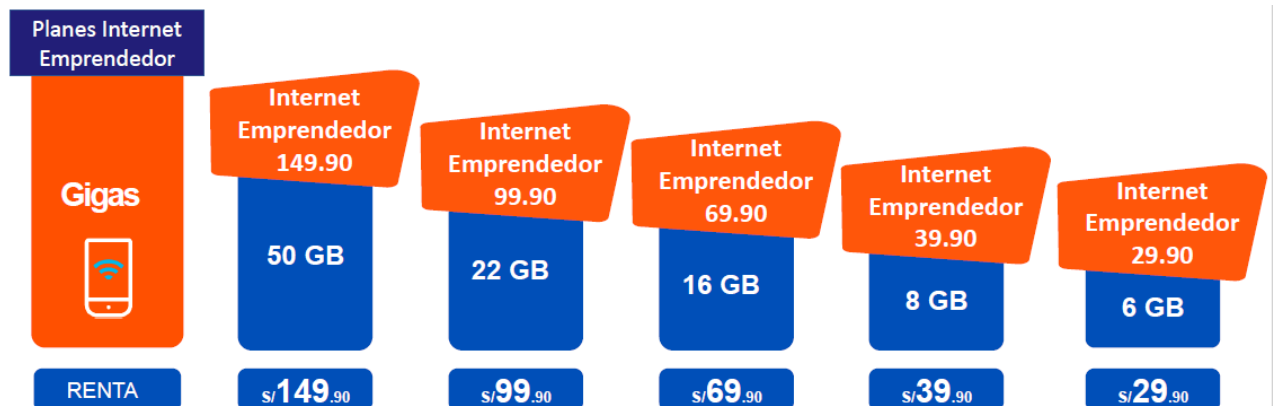 Planes Internet
Emprendedor
Gigas
Internet
Emprendedor
149.90
50 GB
Internet
Emprendedor
99.90
22 GB
Internet
Emprendedor
69.90
16 GB
Internet
Emprendedor
39.90
8 GB
Internet
Emprendedor
29.90
6 GB
RENTA
s/149.90
s/99.90
s/69.90
s/39.90
s/29.90